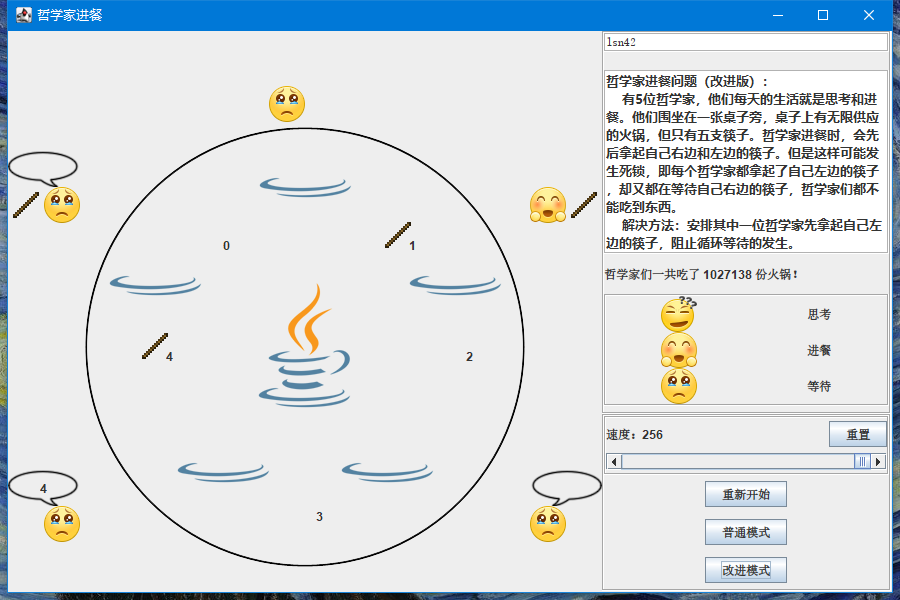 哲学家进餐
lsn42
哲学家进餐问题（改进版）：
有5位哲学家，他们每天的生活就是思考和进
餐。他们围坐在一张桌子旁，桌子上有无限供应
的火锅，但只有五支筷子。哲学家进餐时，会先
后拿起自己右边和左边的筷子。但是这样可能发
生死锁，即每个哲学家都拿起了自己左边的筷子
，却又都在等待自己右边的筷子，哲学家们都不
能吃到东西。
解决方法：安排其中一位哲学家先拿起自己左
边的筷子，阻止循环等待的发生。
哲学家们一共吃了 1027138 份火锅！
???
思考
进餐
等待
速度：256
重置
重新开始
普通模式
改进模式
0
1
4
2
4
3